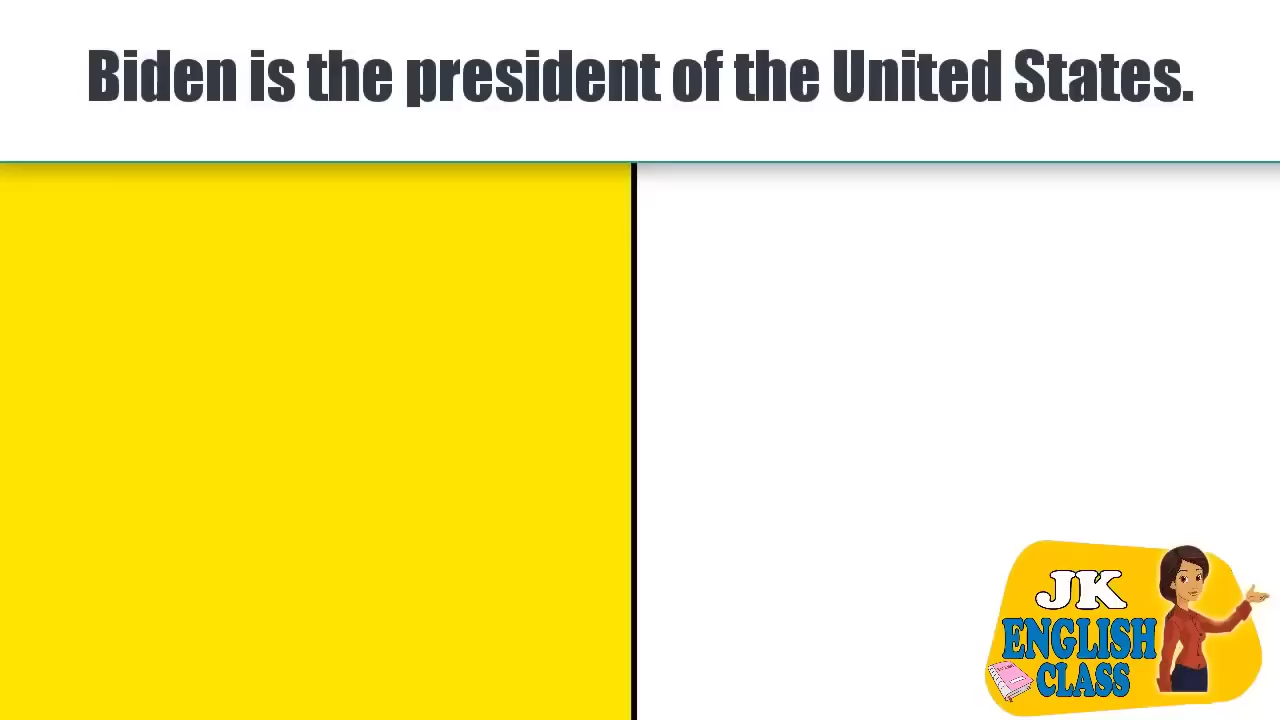 Biden is the president of the United States.
JK
ENGLISH
CLASS